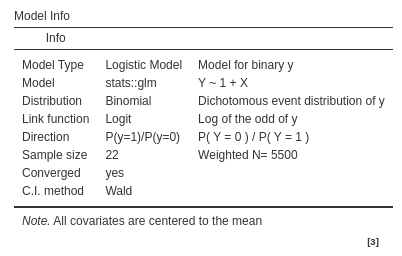 Model Info
Info
Model Type Logistic Model Model for binary y
Model stats::glm Y ~ 1 + X
Distribution Binomial Dichotomous event distribution of y
Link function Logit Log of the odd of y
Direction P(y=1)/P(y=0) P( Y = 0 ) / P( Y = 1 )
Sample size 22 Weighted N= 5500
Converged yes
C.I. method Wald
Note. All covariates are centered to the mean
[3]